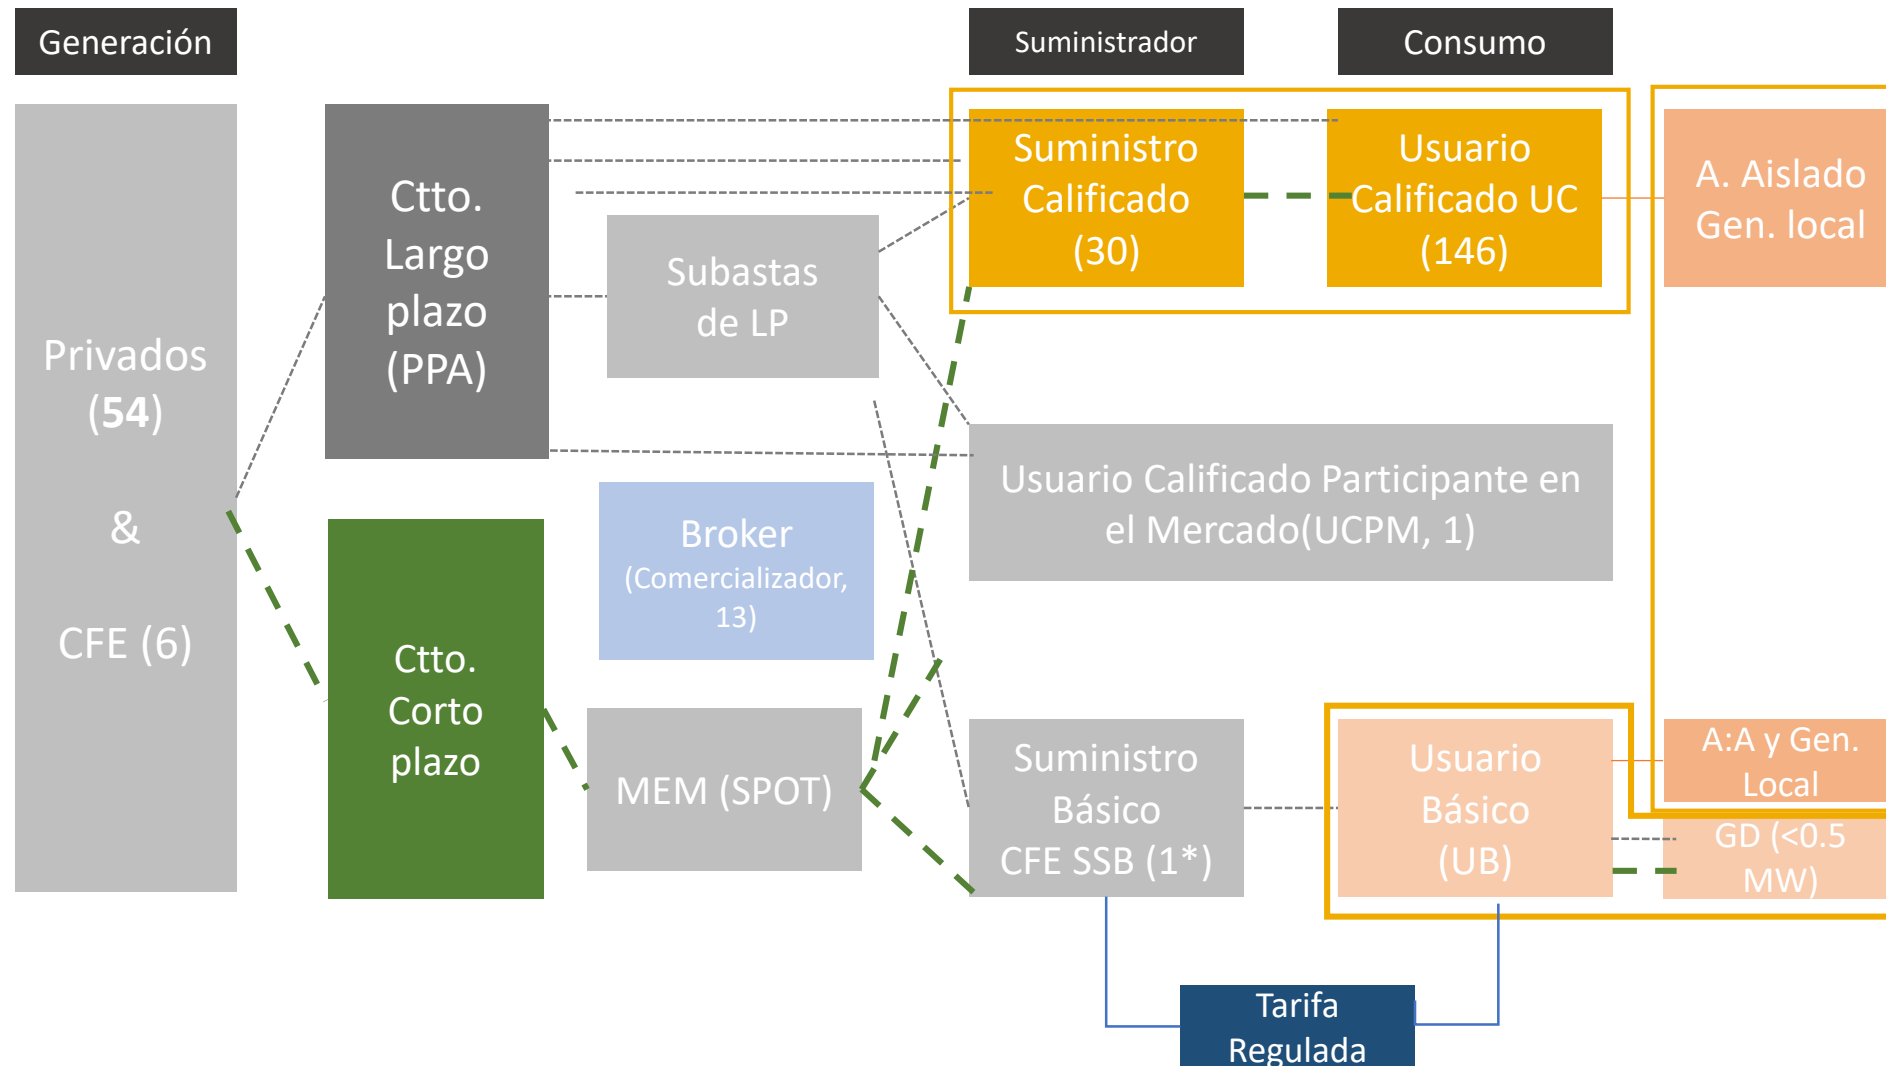 Generación
Suministrador
Consumo
Privados
(54)
&
CFE (6)
Ctto.
Largo
plazo
(PPA)
Ctto.
Corto
plazo
Subastas
de LP
Broker
(Comercializador,
13)
MEM (SPOT)
Suministro
Calificado
(30)
Usuario
Calificado UC
(146)
A. Aislado
Gen. local
Usuario Calificado Participante en
el Mercado(UCPM, 1)
Suministro
Básico
CFE SSB (1*)
Usuario
Básico
(UB)
A:A y Gen.
Local
GD (<0.5
MW)
Tarifa
Regulada